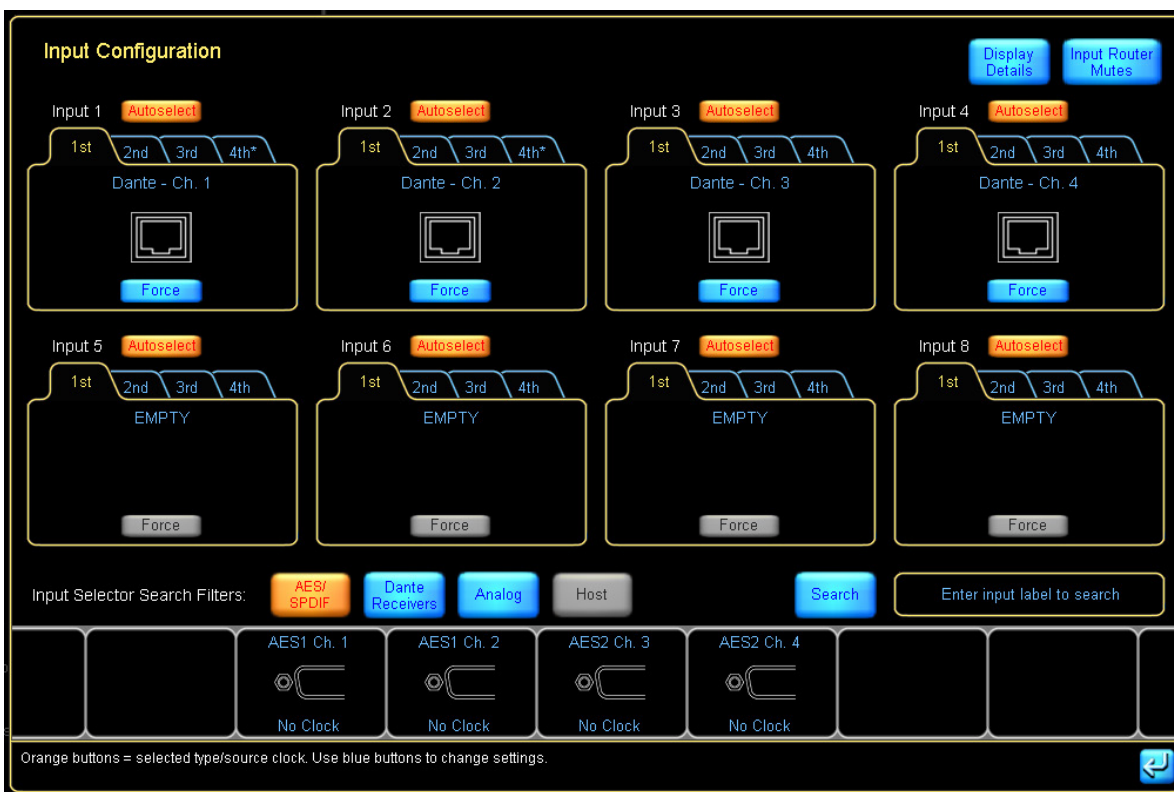 Input Configuration
Display Details
Input Router Mutes
Input 1 Autoselect
1st 2nd 3rd 4th*
Dante - Ch. 1
Force
Input 2 Autoselect
1st 2nd 3rd 4th*
Dante - Ch. 2
Force
Input 3 Autoselect
1st 2nd 3rd 4th
Dante - Ch. 3
Force
Input 4 Autoselect
1st 2nd 3rd 4th
Dante - Ch. 4
Force
Input 5 Autoselect
1st 2nd 3rd 4th
EMPTY
Force
Input 6 Autoselect
1st 2nd 3rd 4th
EMPTY
Force
Input 7 Autoselect
1st 2nd 3rd 4th
EMPTY
Force
Input 8 Autoselect
1st 2nd 3rd 4th
EMPTY
Force
Input Selector Search Filters:
AES/ SPDIF
Dante Receivers
Analog
Host
Search
Enter input label to search
AES1 Ch. 1
No Clock
AES1 Ch. 2
No Clock
AES2 Ch. 3
No Clock
AES2 Ch. 4
No Clock
Orange buttons = selected type/source clock. Use blue buttons to change settings.